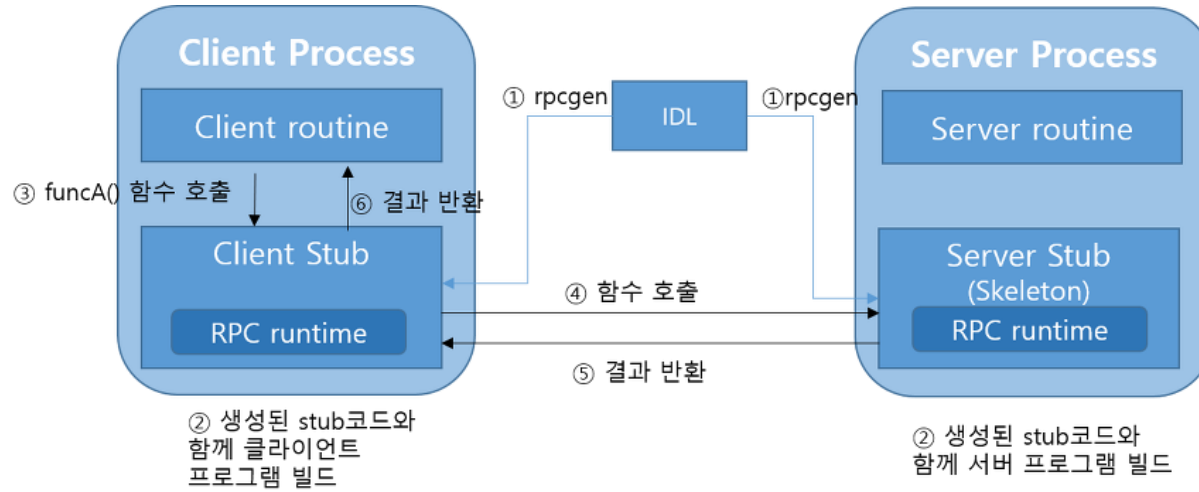 Client Process
Server Process
Client routine
① rpcgen
IDL
①rpcgen
Server routine
③ funcA() 함수 호출
⑥ 결과 반환
Client Stub
RPC runtime
④ 함수 호출
⑤ 결과 반환
Server Stub
(Skeleton)
RPC runtime
② 생성된 stub코드와
함께 클라이언트
프로그램 빌드
② 생성된 stub코드와
함께 서버 프로그램 빌드